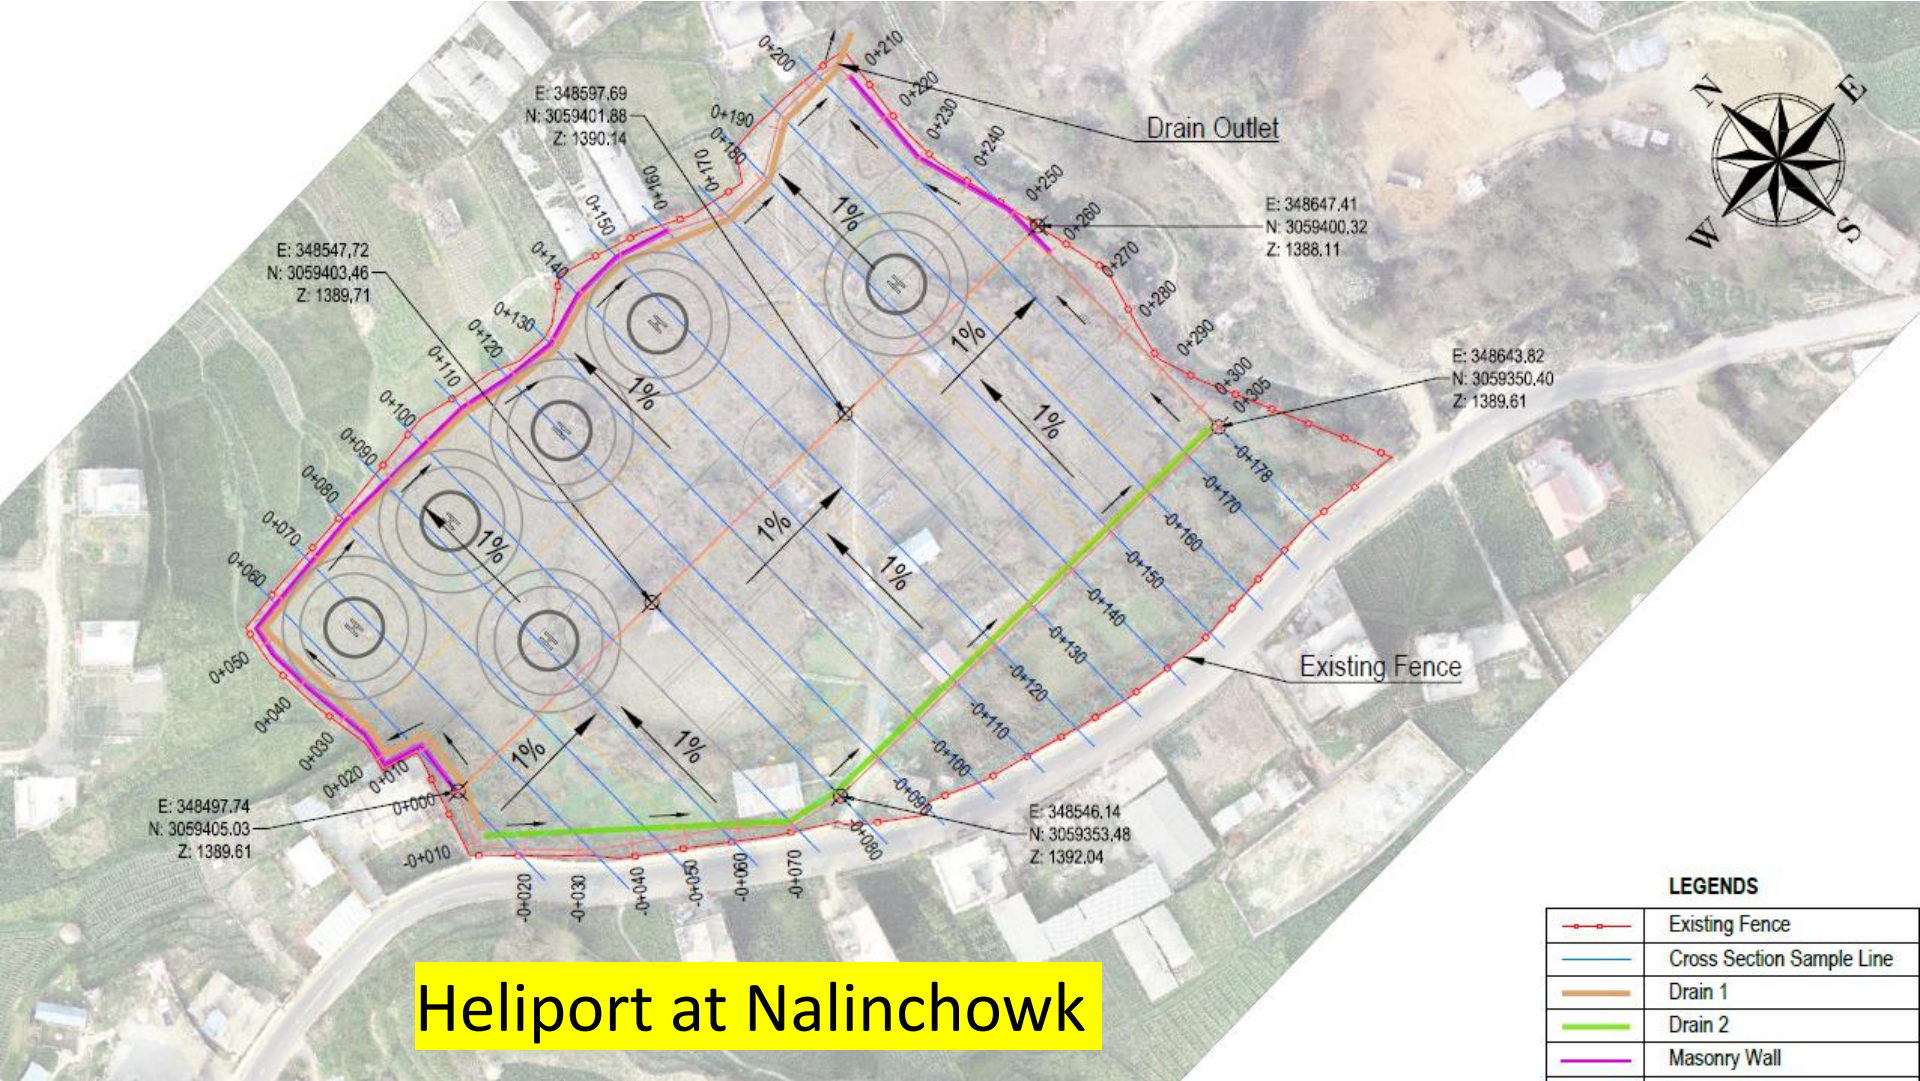 0+200
0+210
0+220
0+230
0+240
0+250
0+260
0+270
0+280
0+290
0+300
0+305
0+190
0+180
0+170
0+160
0+150
0+140
0+130
0+120
0+110
0+100
0+090
0+080
0+070
0+060
0+050
0+040
0+030
0+020
0+010
0+000
-0+010
-0+020
-0+030
-0+040
-0+050
-0+060
-0+070
-0+080
-0+090
-0+100
-0+110
-0+120
-0+130
-0+140
-0+150
-0+160
-0+170
-0+178
E: 348597.69
N: 3059401.88
Z: 1390.14
E: 348547.72
N: 3059403.46
Z: 1389.71
E: 348497.74
N: 3059405.03
Z: 1389.61
E: 348647.41
N: 3059400.32
Z: 1388.11
E: 348643.82
N: 3059350.40
Z: 1389.61
E: 348546.14
N: 3059353.48
Z: 1392.04
Drain Outlet
Existing Fence
N
E
W
S
1%
1%
1%
1%
1%
1%
1%
1%
1%
H
H
H
H
H
H
Heliport at Nalinchowk
LEGENDS
Existing Fence
Cross Section Sample Line
Drain 1
Drain 2
Masonry Wall